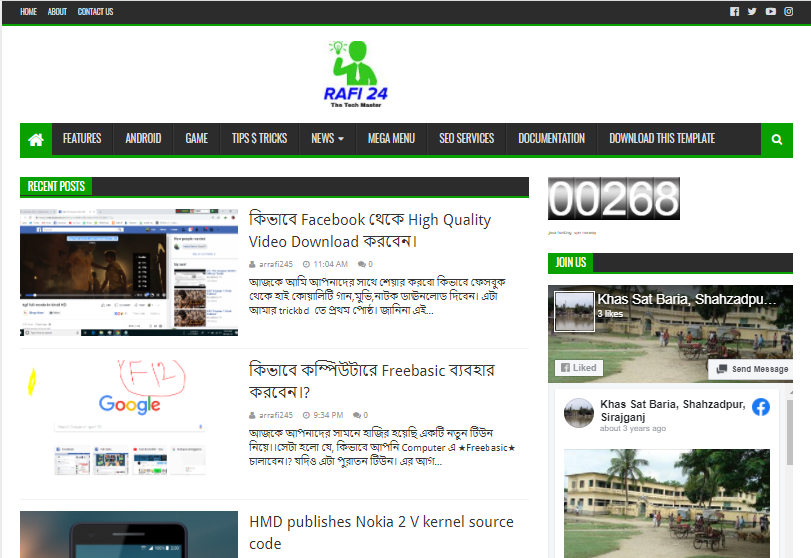 HOME ABOUT CONTACT US
RAFI 24
The Tech Master
FEATURES ANDROID GAME TIPS $ TRICKS NEWS MEGA MENU SEO SERVICES DOCUMENTATION DOWNLOAD THIS TEMPLATE
RECENT POSTS
কিভাবে Facebook থেকে High Quality
Video Download করবেন।
arrafi245 11:04 AM 0
আজকে আমি আপনাদের সাথে শেয়ার করবো কিভাবে ফেসবুক
থেকে হাই কোয়ালিটি গান,মুভি,নাটক ডাউনলোড দিবেন। এটা
আমার trickbd তে প্রথম পোষ্ট। জানিনা এই...
F12
Google
কিভাবে কম্পিউটারে Freebasic ব্যবহার
করবেন।?
arrafi245 9:34 PM 0
আজকে আপনাদের সামনে হাজির হয়েছি একটি নতুন টিউন
নিয়ে।।সেটা হলো যে, কিভাবে আপনি Computer এ ★Freebasic★
চালাবেন।? যদিও এটা পুরাতন টিউন। এর আগ...
HMD publishes Nokia 2 V kernel source
code
00268
JOIN US
Khas Sat Baria, Shahzadpu...
3 likes
Liked
Send Message
Khas Sat Baria, Shahzadpur,
Sirajganj
about 3 years ago